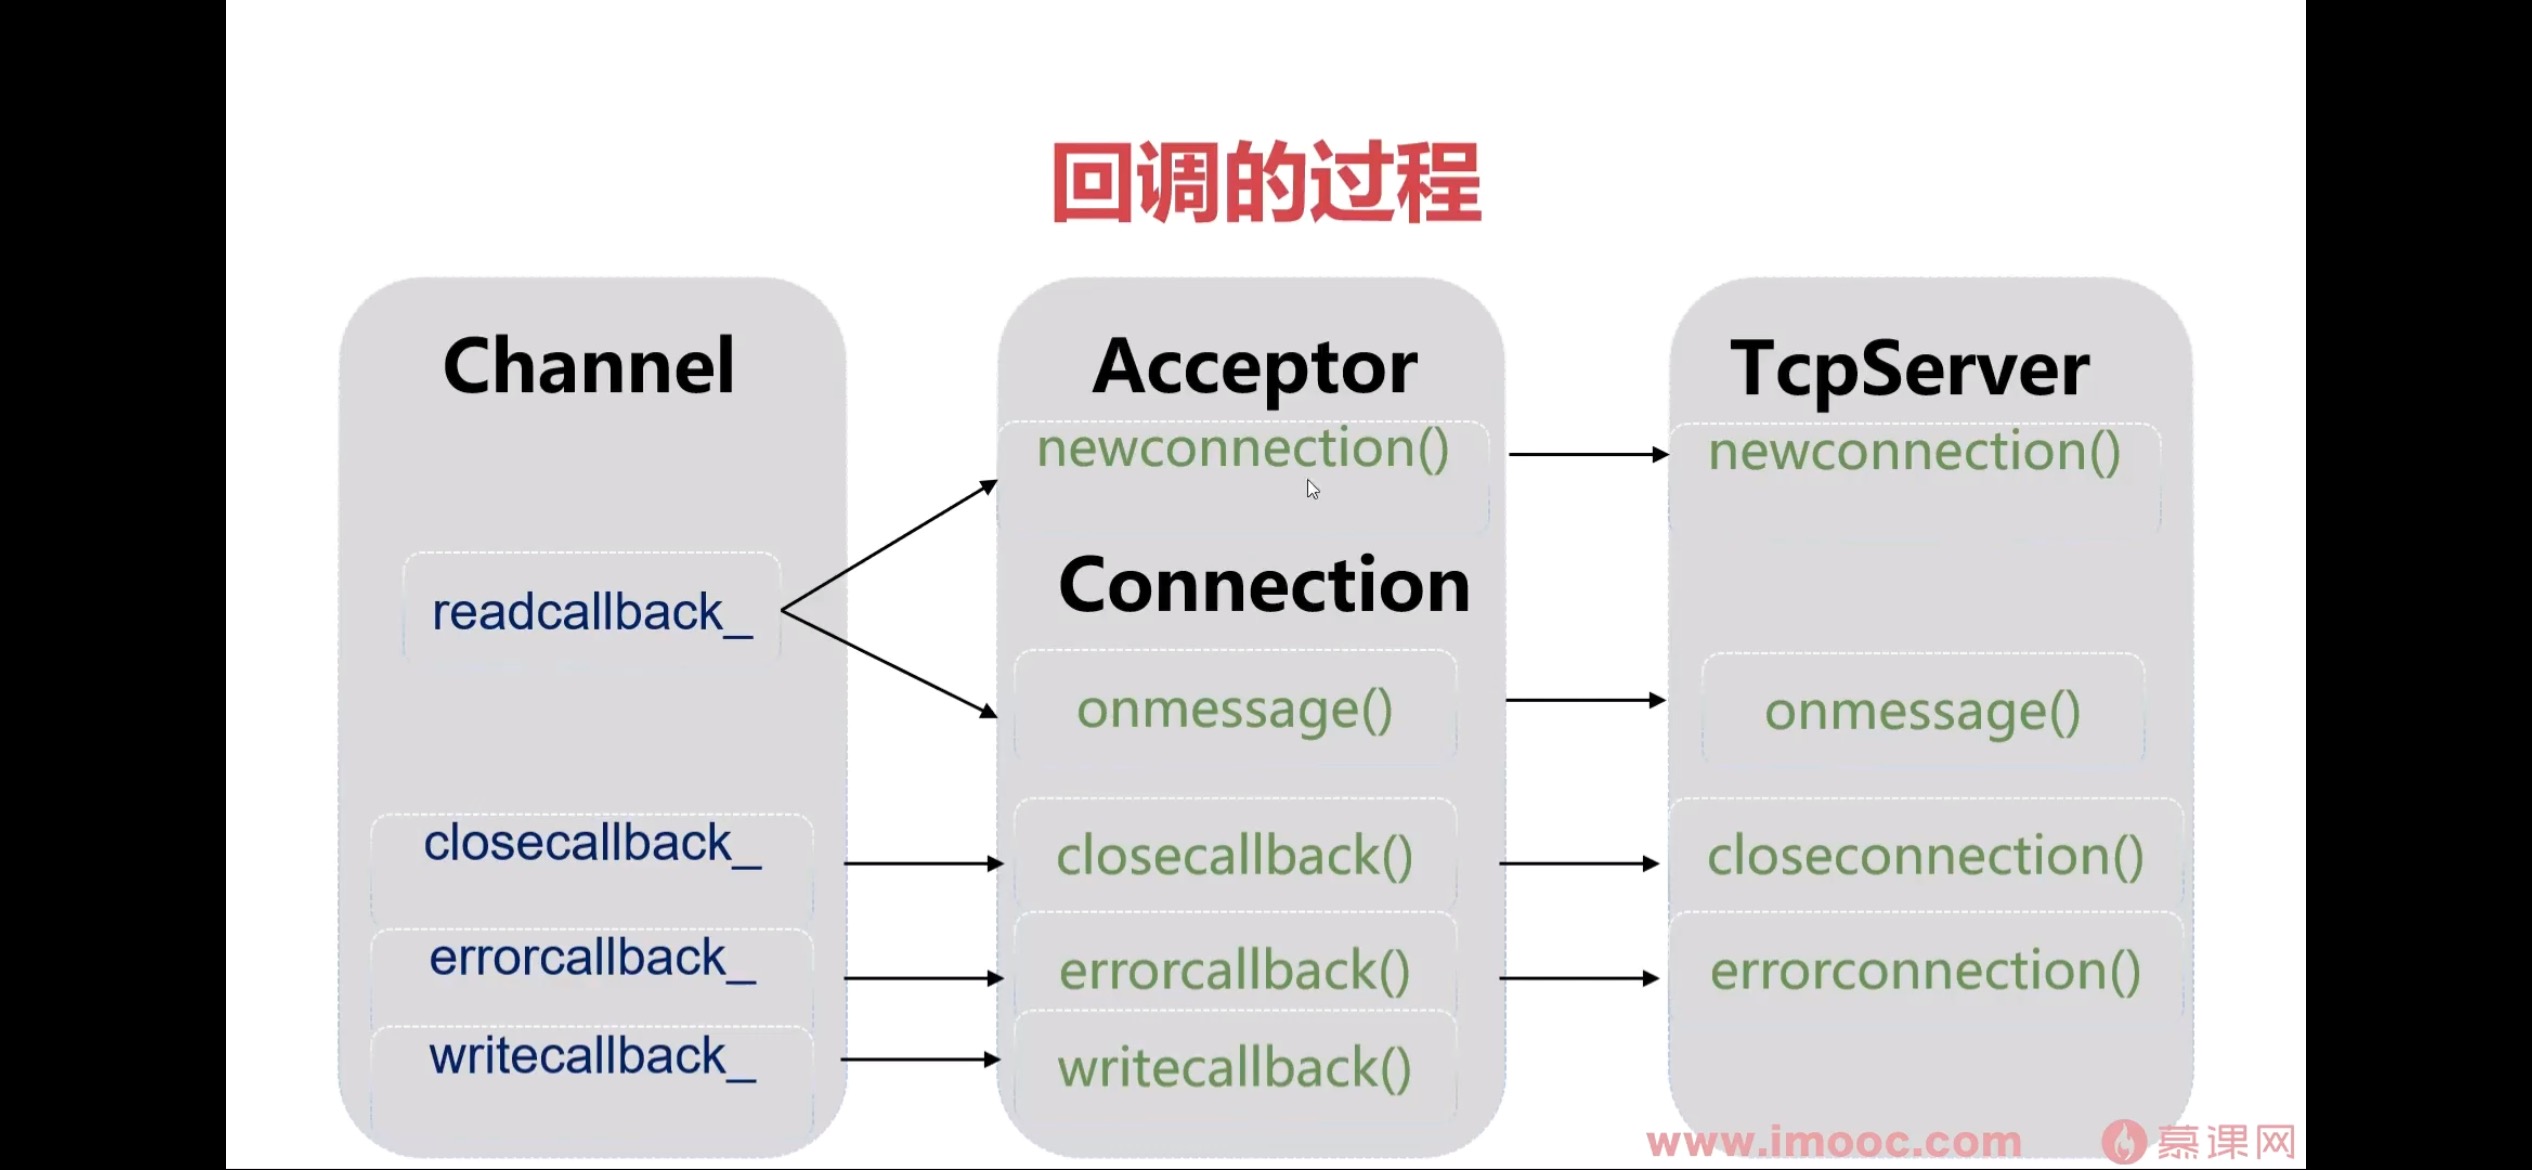 回调的过程
Channel
readcallback_
closecallback_
errorcallback_
writecallback_
Acceptor
newconnection()
Connection
onmessage()
closecallback()
errorcallback()
writecallback()
TcpServer
newconnection()
onmessage()
closeconnection()
errorconnection()
www.imooc.com 慕课网